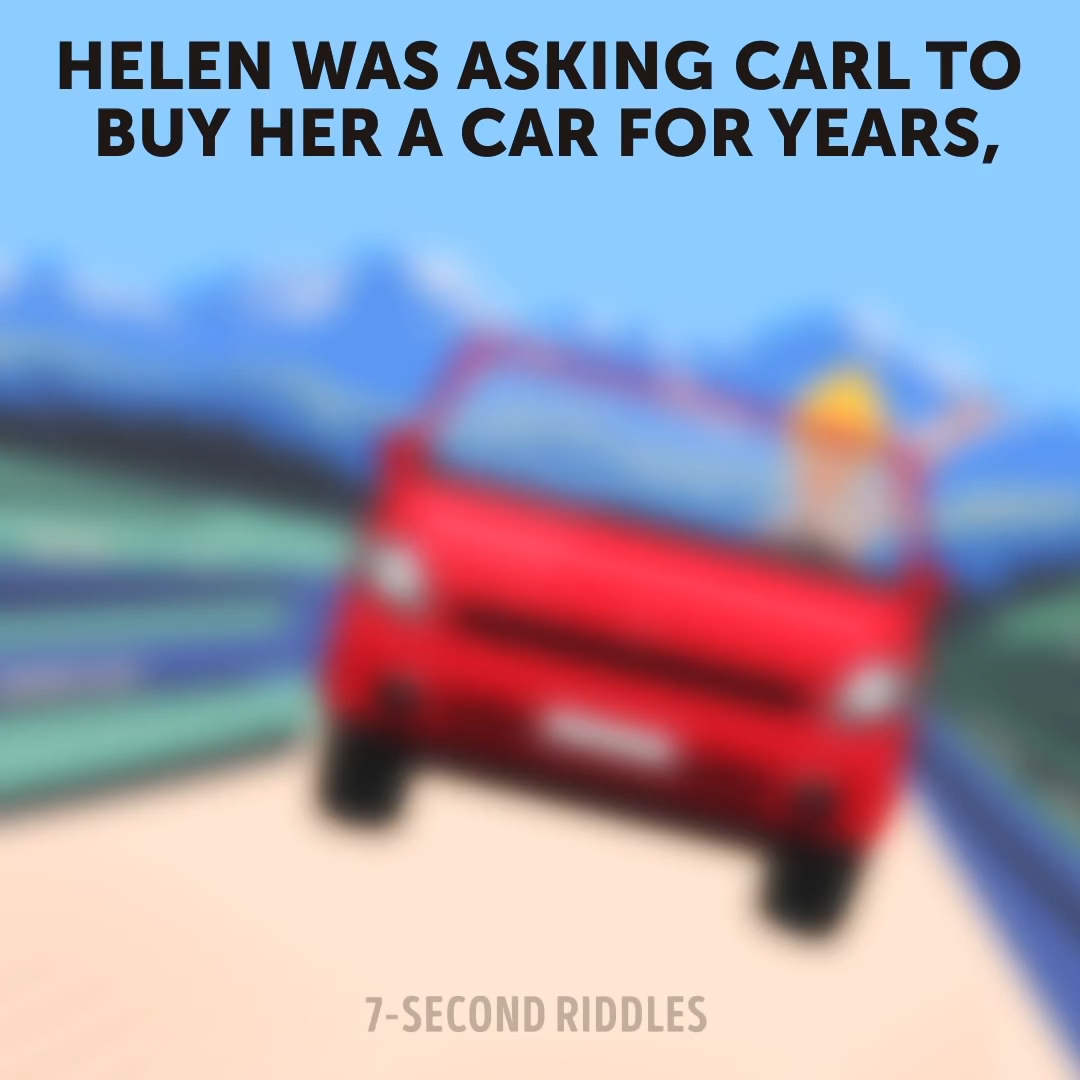 HELEN WAS ASKING CARL TO
BUY HER A CAR FOR YEARS,
7-SECOND RIDDLES